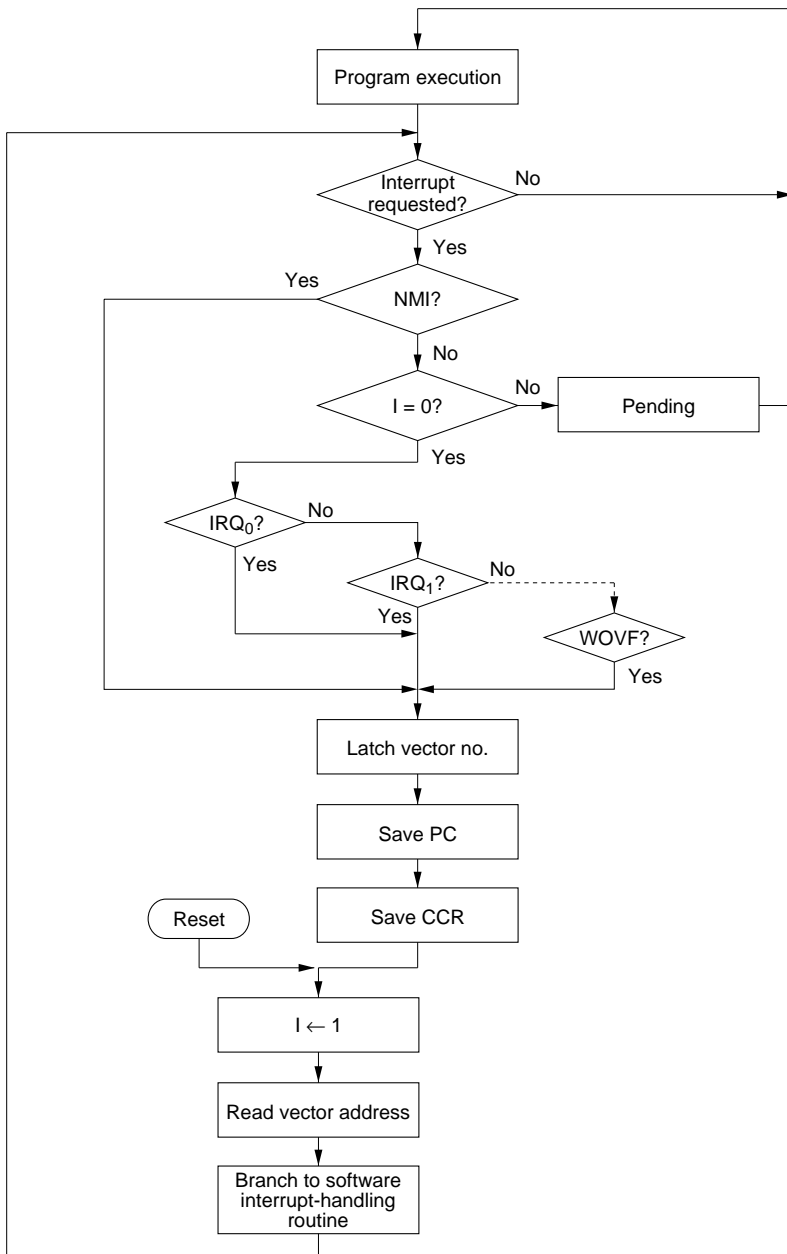 Program execution
Interrupt
requested?
No
Yes
Yes
NMI?
No
I = 0?
No
Pending
Yes
IRQ0?
No
Yes
IRQ1?
No
Yes
WOVF?
Yes
Latch vector no.
Save PC
Save CCR
Reset
I ← 1
Read vector address
Branch to software
interrupt-handling
routine